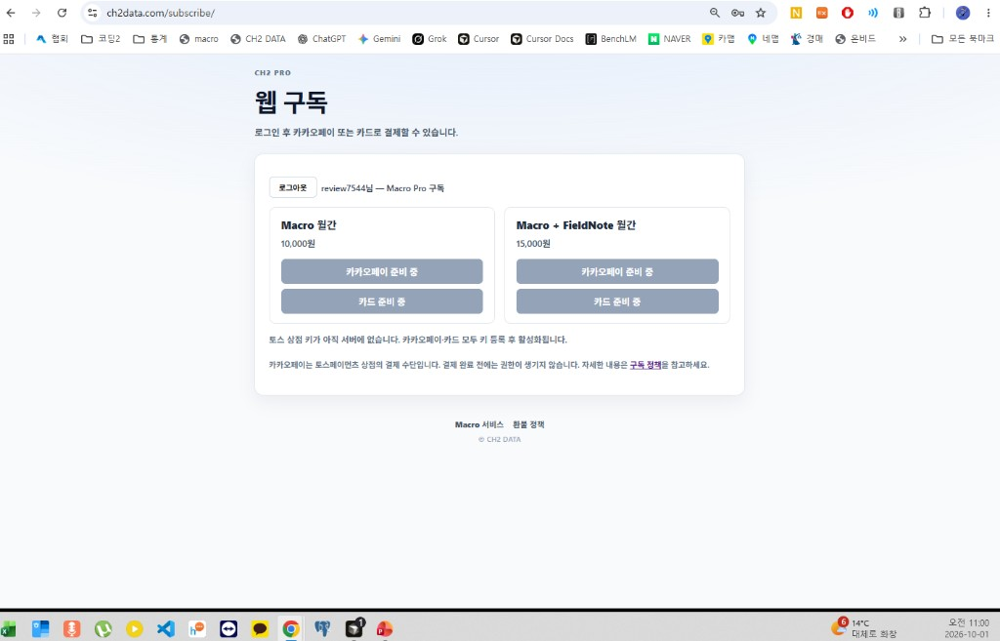 ch2data.com/subscribe/
협회 코딩2 통계 macro CH2 DATA ChatGPT Gemini Grok Cursor Cursor Docs BenchLM NAVER 카맵 네맵 경매 온비드 » 모든 북마크
CH2 PRO
웹 구독
로그인 후 카카오페이 또는 카드로 결제할 수 있습니다.
로그아웃 review7544님 — Macro Pro 구독
Macro 월간
10,000원
카카오페이 준비 중
카드 준비 중
Macro + FieldNote 월간
15,000원
카카오페이 준비 중
카드 준비 중
토스 상점 키가 아직 서버에 없습니다. 카카오페이·카드 모두 키 등록 후 활성화됩니다.
카카오페이는 토스페이먼츠 상점의 결제 수단입니다. 결제 완료 전에는 권한이 생기지 않습니다. 자세한 내용은 구독 정책을 참고하세요.
Macro 서비스 환불 정책
© CH2 DATA
6 14°C
대체로 화창
오전 11:00
2026-10-01